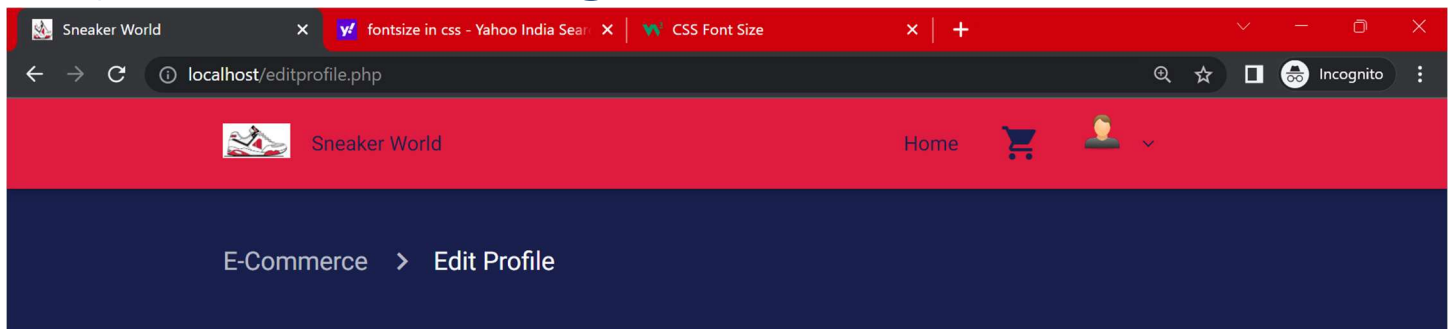 Sneaker World
fontsize in css - Yahoo India Sear
CSS Font Size
localhost/editprofile.php
Incognito
Sneaker World
Home
E-Commerce > Edit Profile